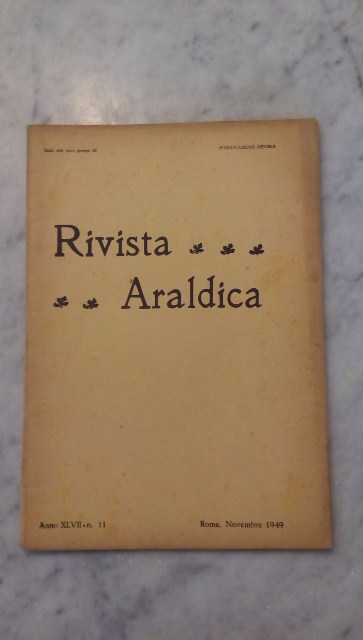 PUBBLICAZIONE MENSILE
Rivista
Araldica
Anno XLVII - n. 11
Roma, Novembre 1949